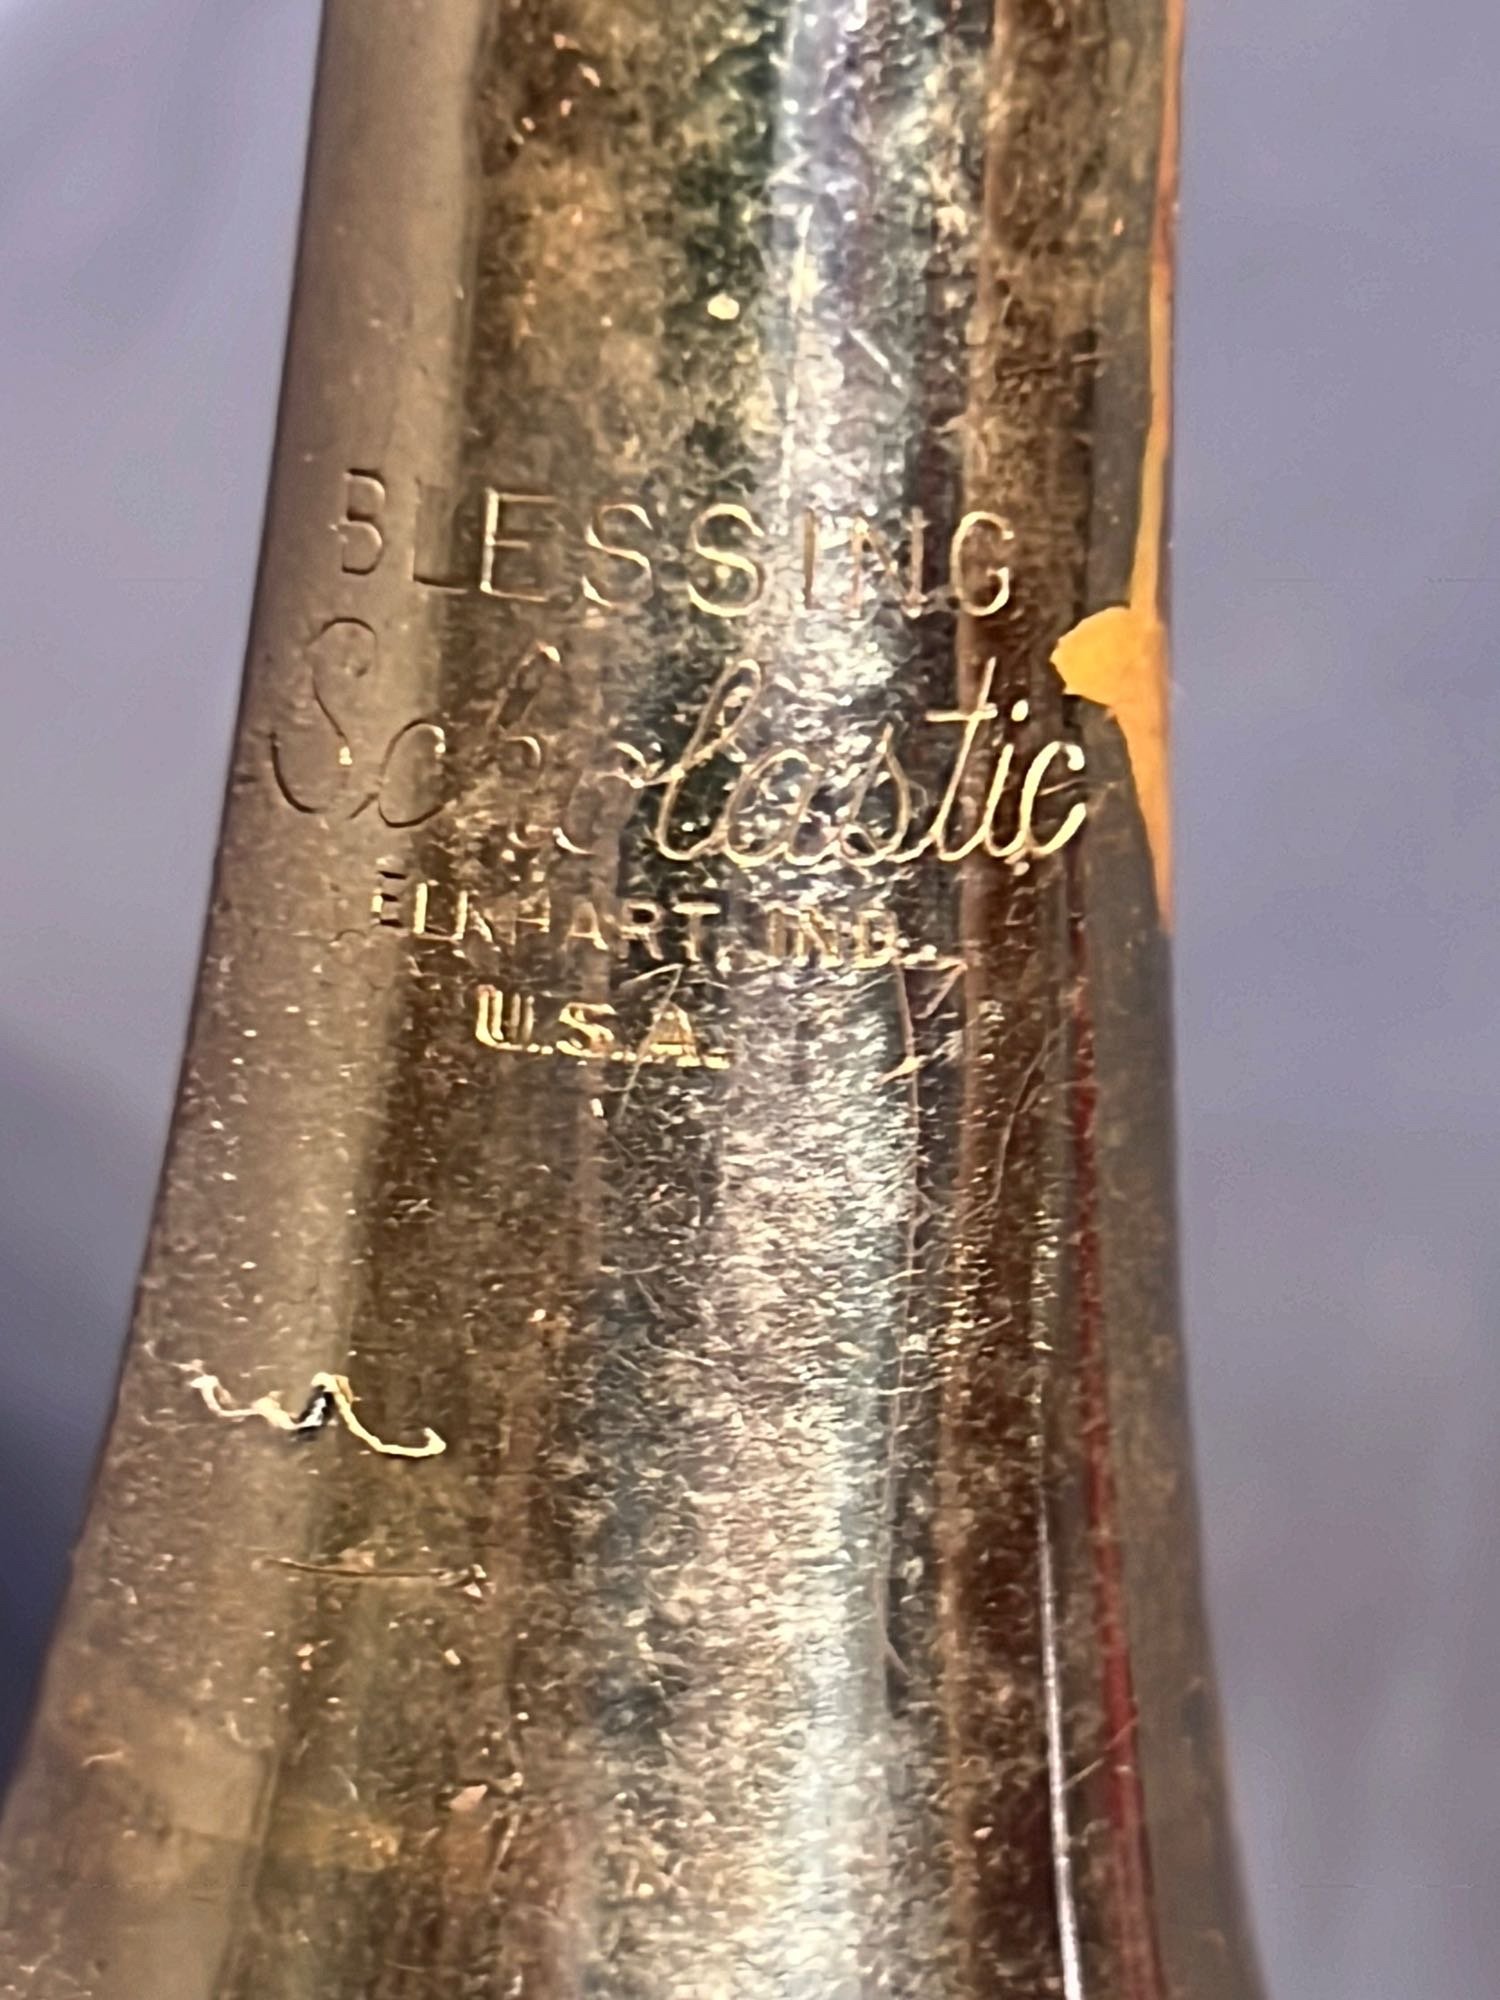 BLESSING
Scholastic
ELKHART, IND.
U.S.A.